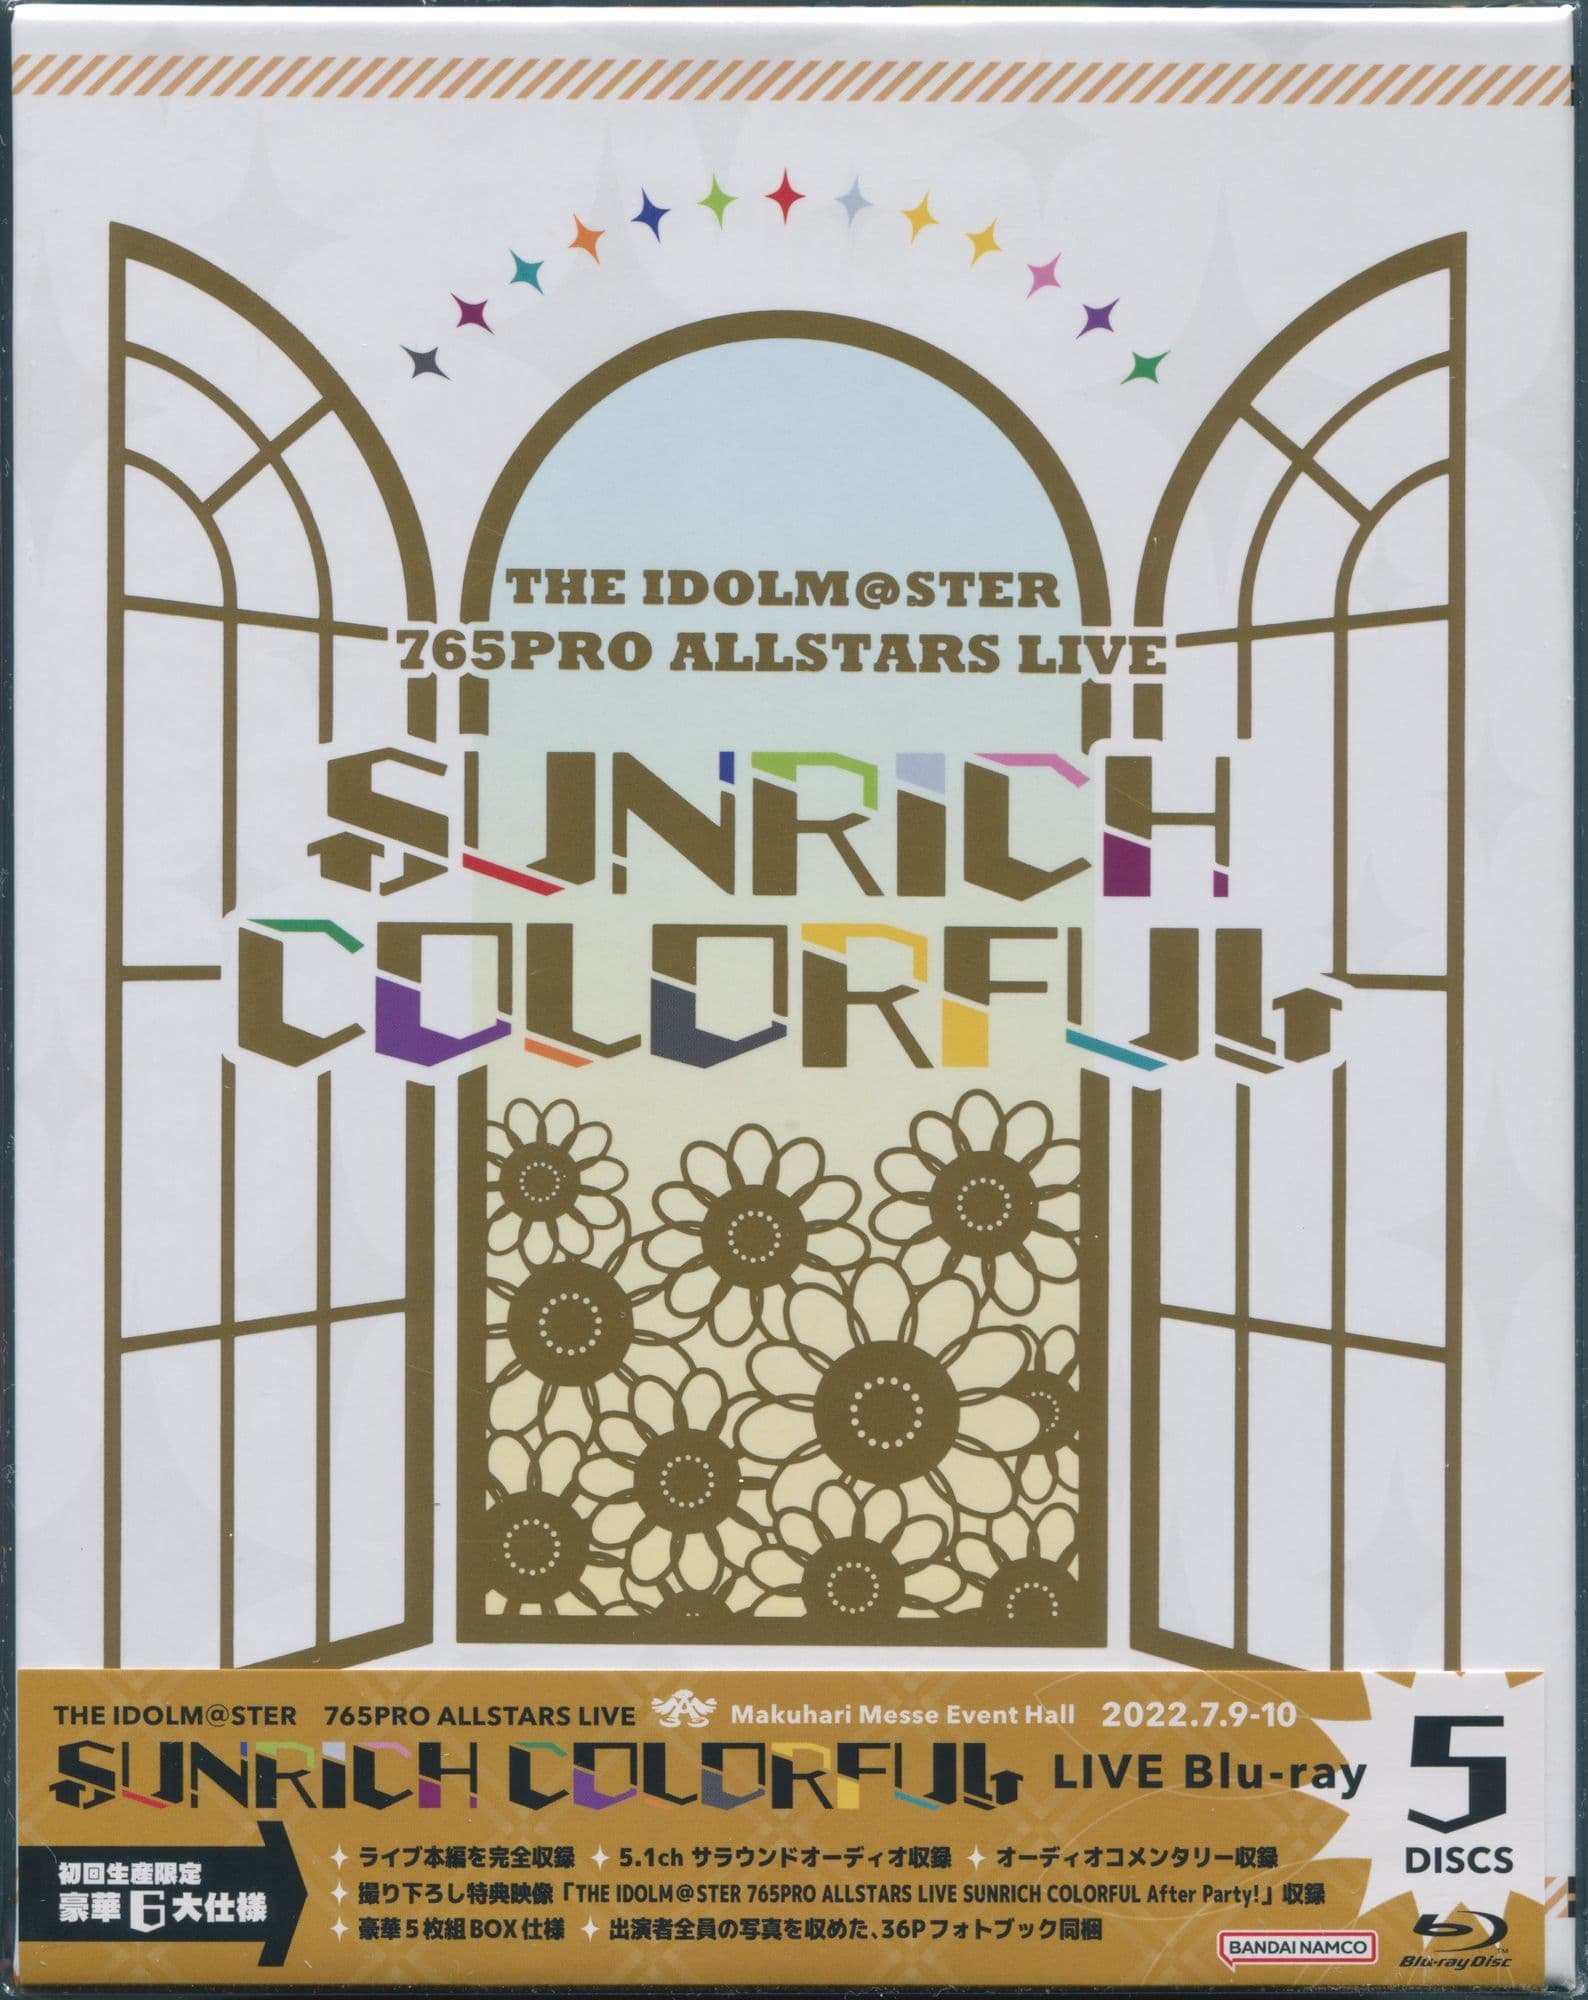 THE IDOLM@STER
765PRO ALLSTARS LIVE
SUNRICH
COLORFUL
THE IDOLM@STER 765PRO ALLSTARS LIVE Makuhari Messe Event Hall 2022.7.9-10
SUNRICH COLORFUL LIVE Blu-ray
5
DISCS
初回生産限定
豪華6大仕様
ライブ本編を完全収録 5.1ch サラウンドオーディオ収録 オーディオコメンタリー収録
撮り下ろし特典映像「THE IDOLM@STER 765PRO ALLSTARS LIVE SUNRICH COLORFUL After Party!」収録
豪華5枚組BOX仕様 出演者全員の写真を収めた、36Pフォトブック同梱
BANDAI NAMCO
Blu-ray Disc
TM